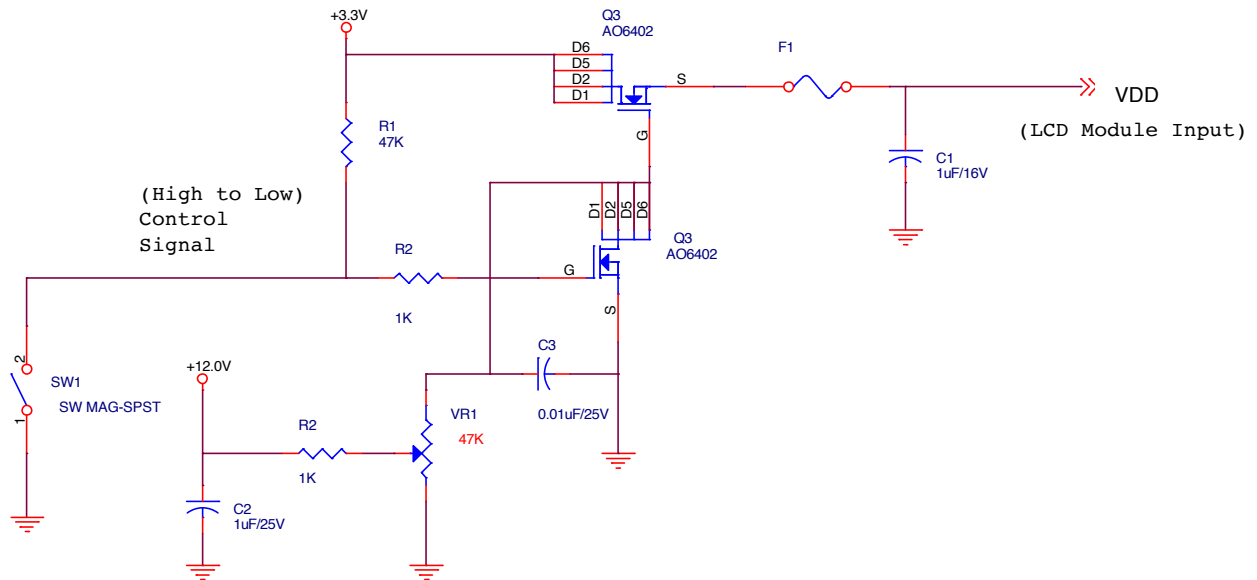 +3.3V
Q3
AO6402
D6
D5
D2
D1
S
G
F1
VDD
(LCD Module Input)
R1
47K
C1
1uF/16V
(High to Low)
Control
Signal
D1
D2
D5
D6
Q3
AO6402
R2
1K
G
S
C3
0.01uF/25V
2
1
SW1
SW MAG-SPST
+12.0V
R2
1K
VR1
47K
C2
1uF/25V